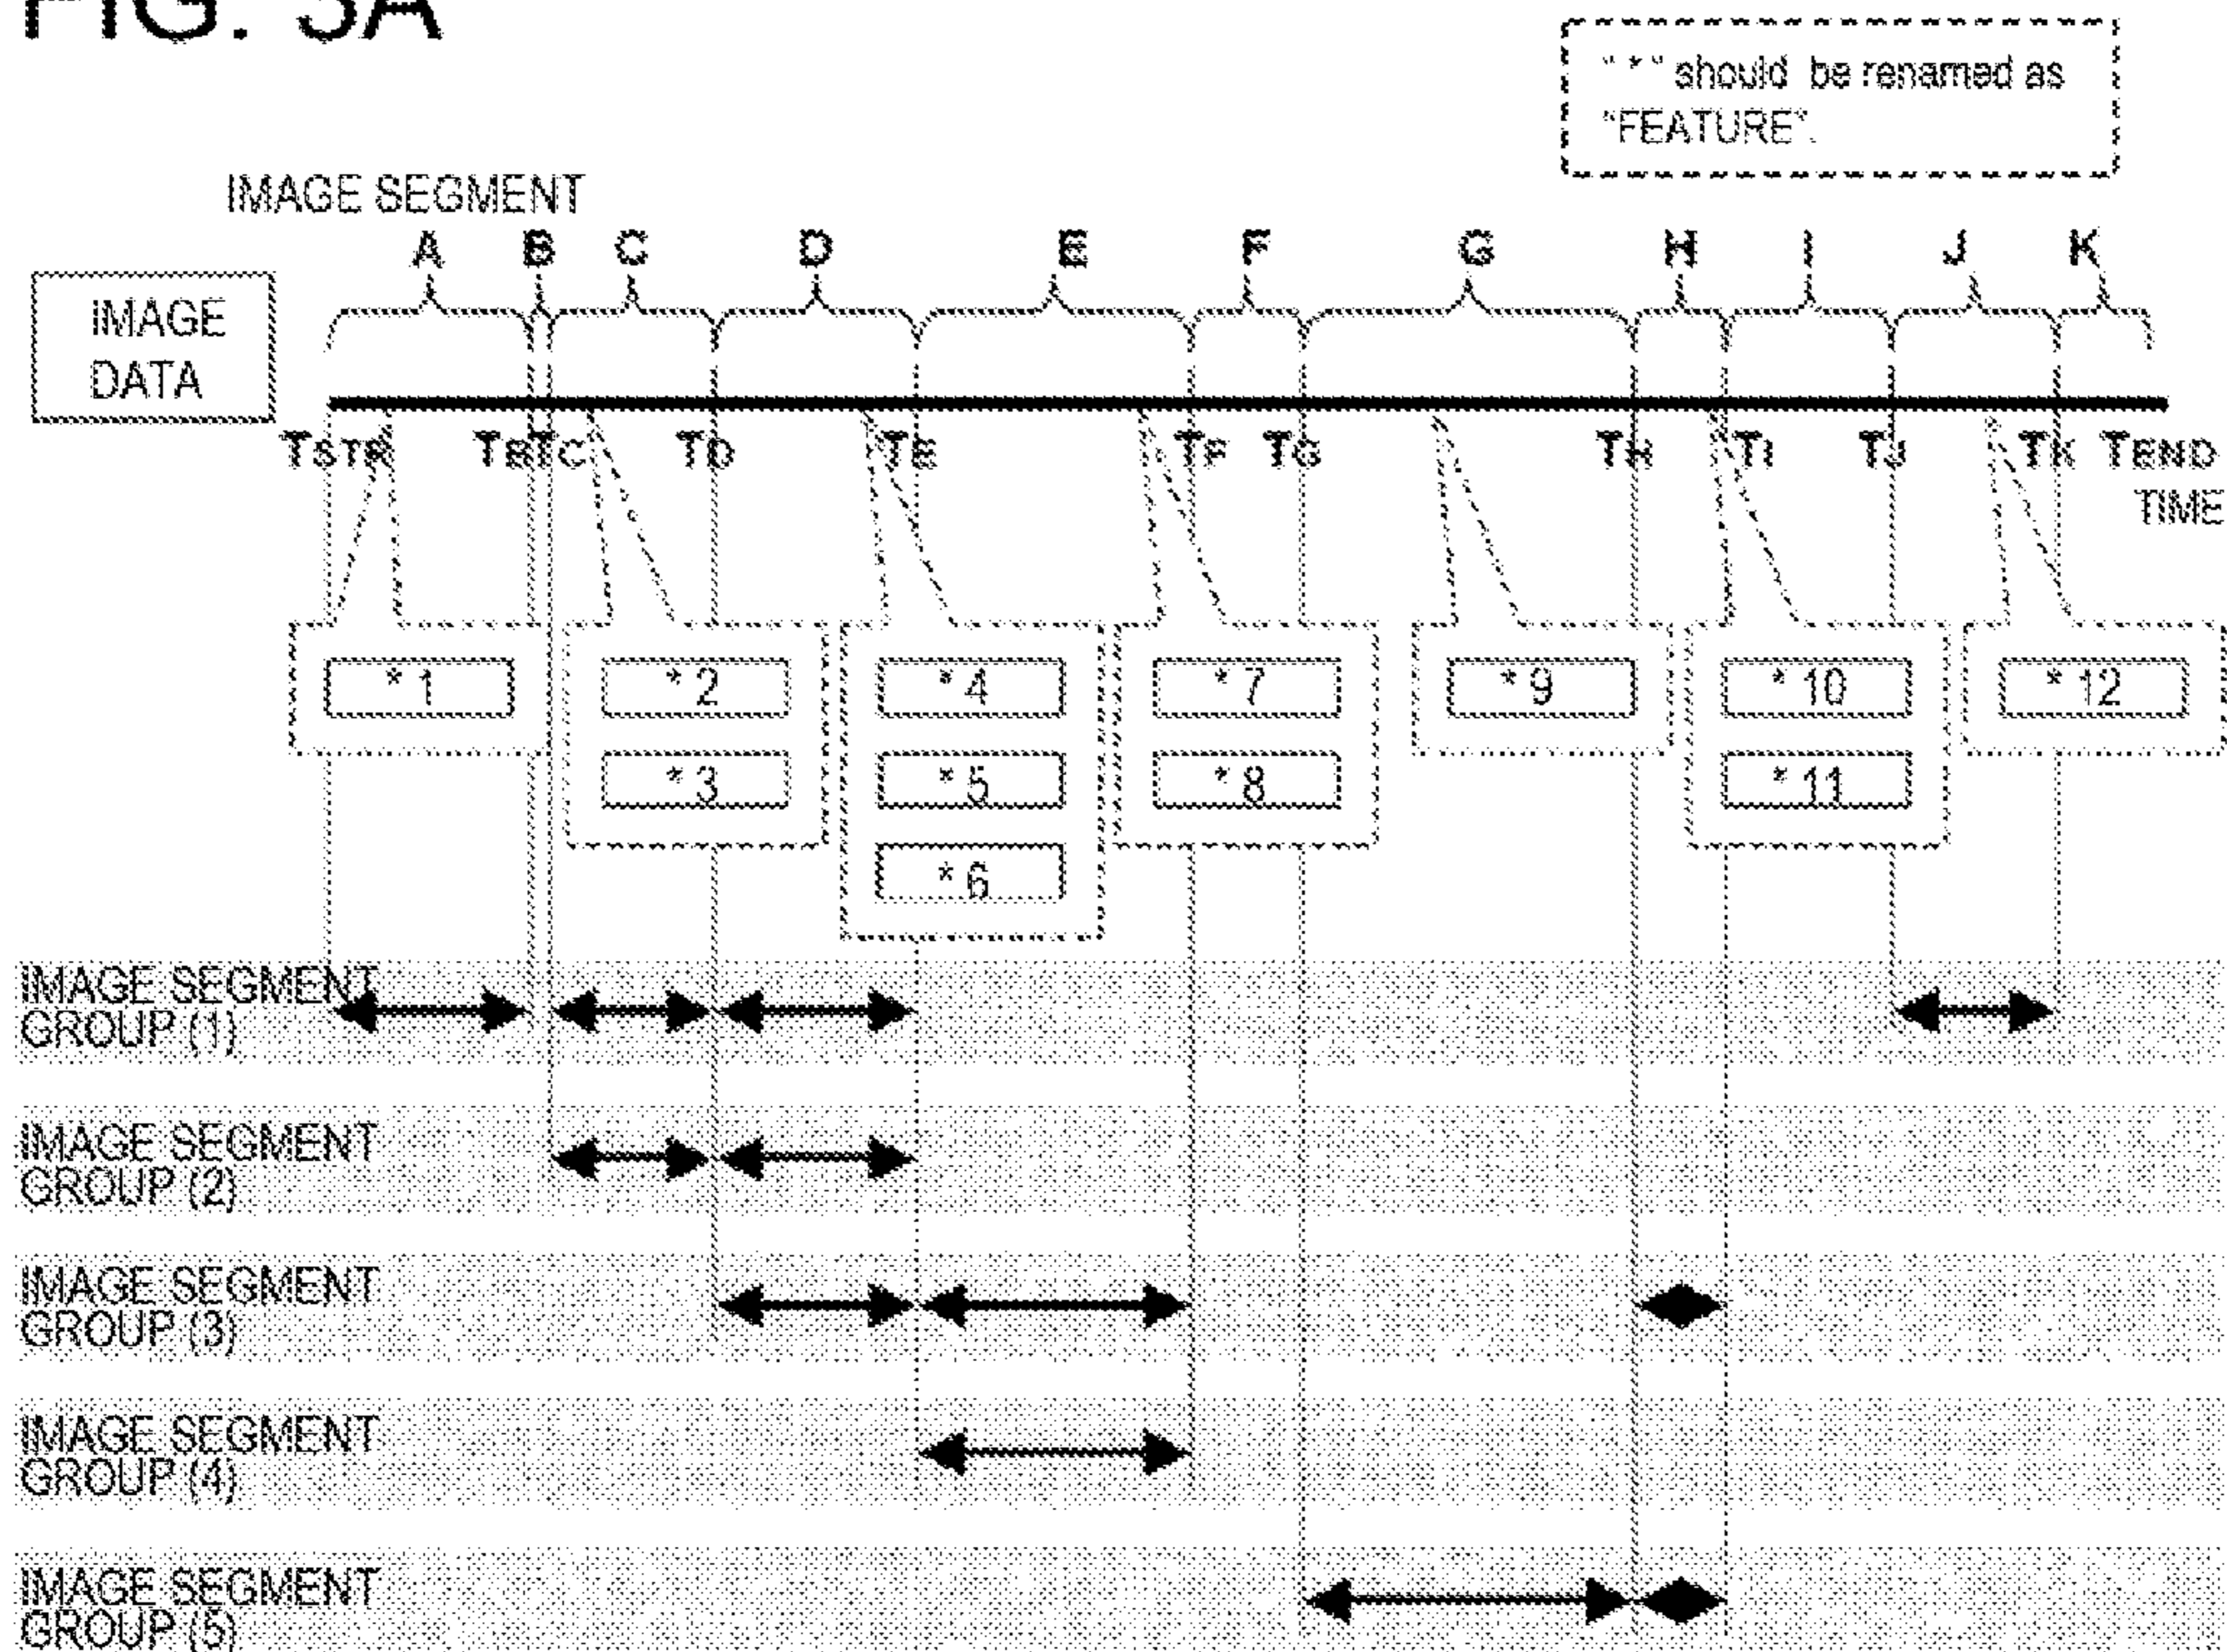 FIG. 3A
"*" should be renamed as
"FEATURE".
IMAGE SEGMENT
A B C D E F G H I J K
IMAGE
DATA
TSTR TB TC TD TE TF TG TH TI TJ TK TEND
TIME
*1 *2 *4 *7 *9 *10 *12
*3 *5 *8 *11
*6
IMAGE SEGMENT
GROUP (1)
IMAGE SEGMENT
GROUP (2)
IMAGE SEGMENT
GROUP (3)
IMAGE SEGMENT
GROUP (4)
IMAGE SEGMENT
GROUP (5)